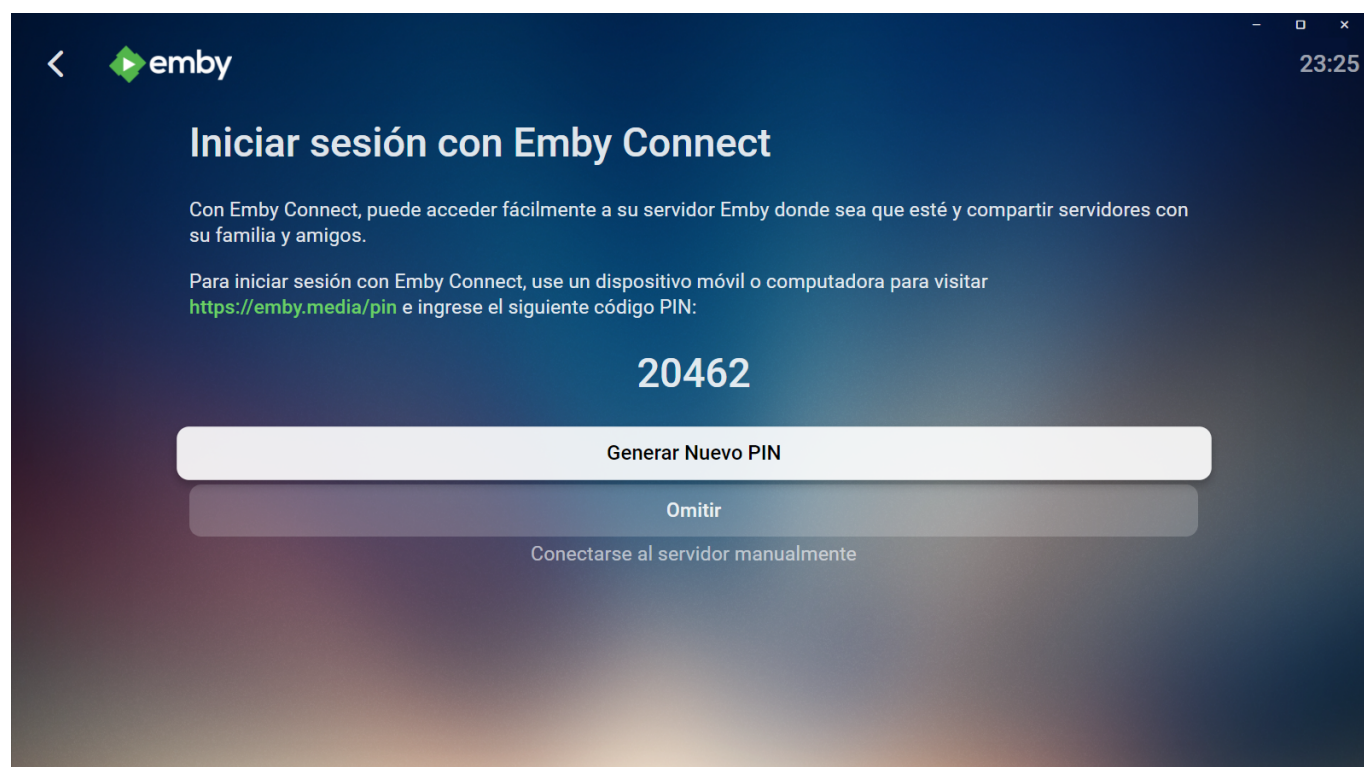 emby
23:25
Iniciar sesión con Emby Connect
Con Emby Connect, puede acceder fácilmente a su servidor Emby donde sea que esté y compartir servidores con
su familia y amigos.
Para iniciar sesión con Emby Connect, use un dispositivo móvil o computadora para visitar
https://emby.media/pin e ingrese el siguiente código PIN:
20462
Generar Nuevo PIN
Omitir
Conectarse al servidor manualmente